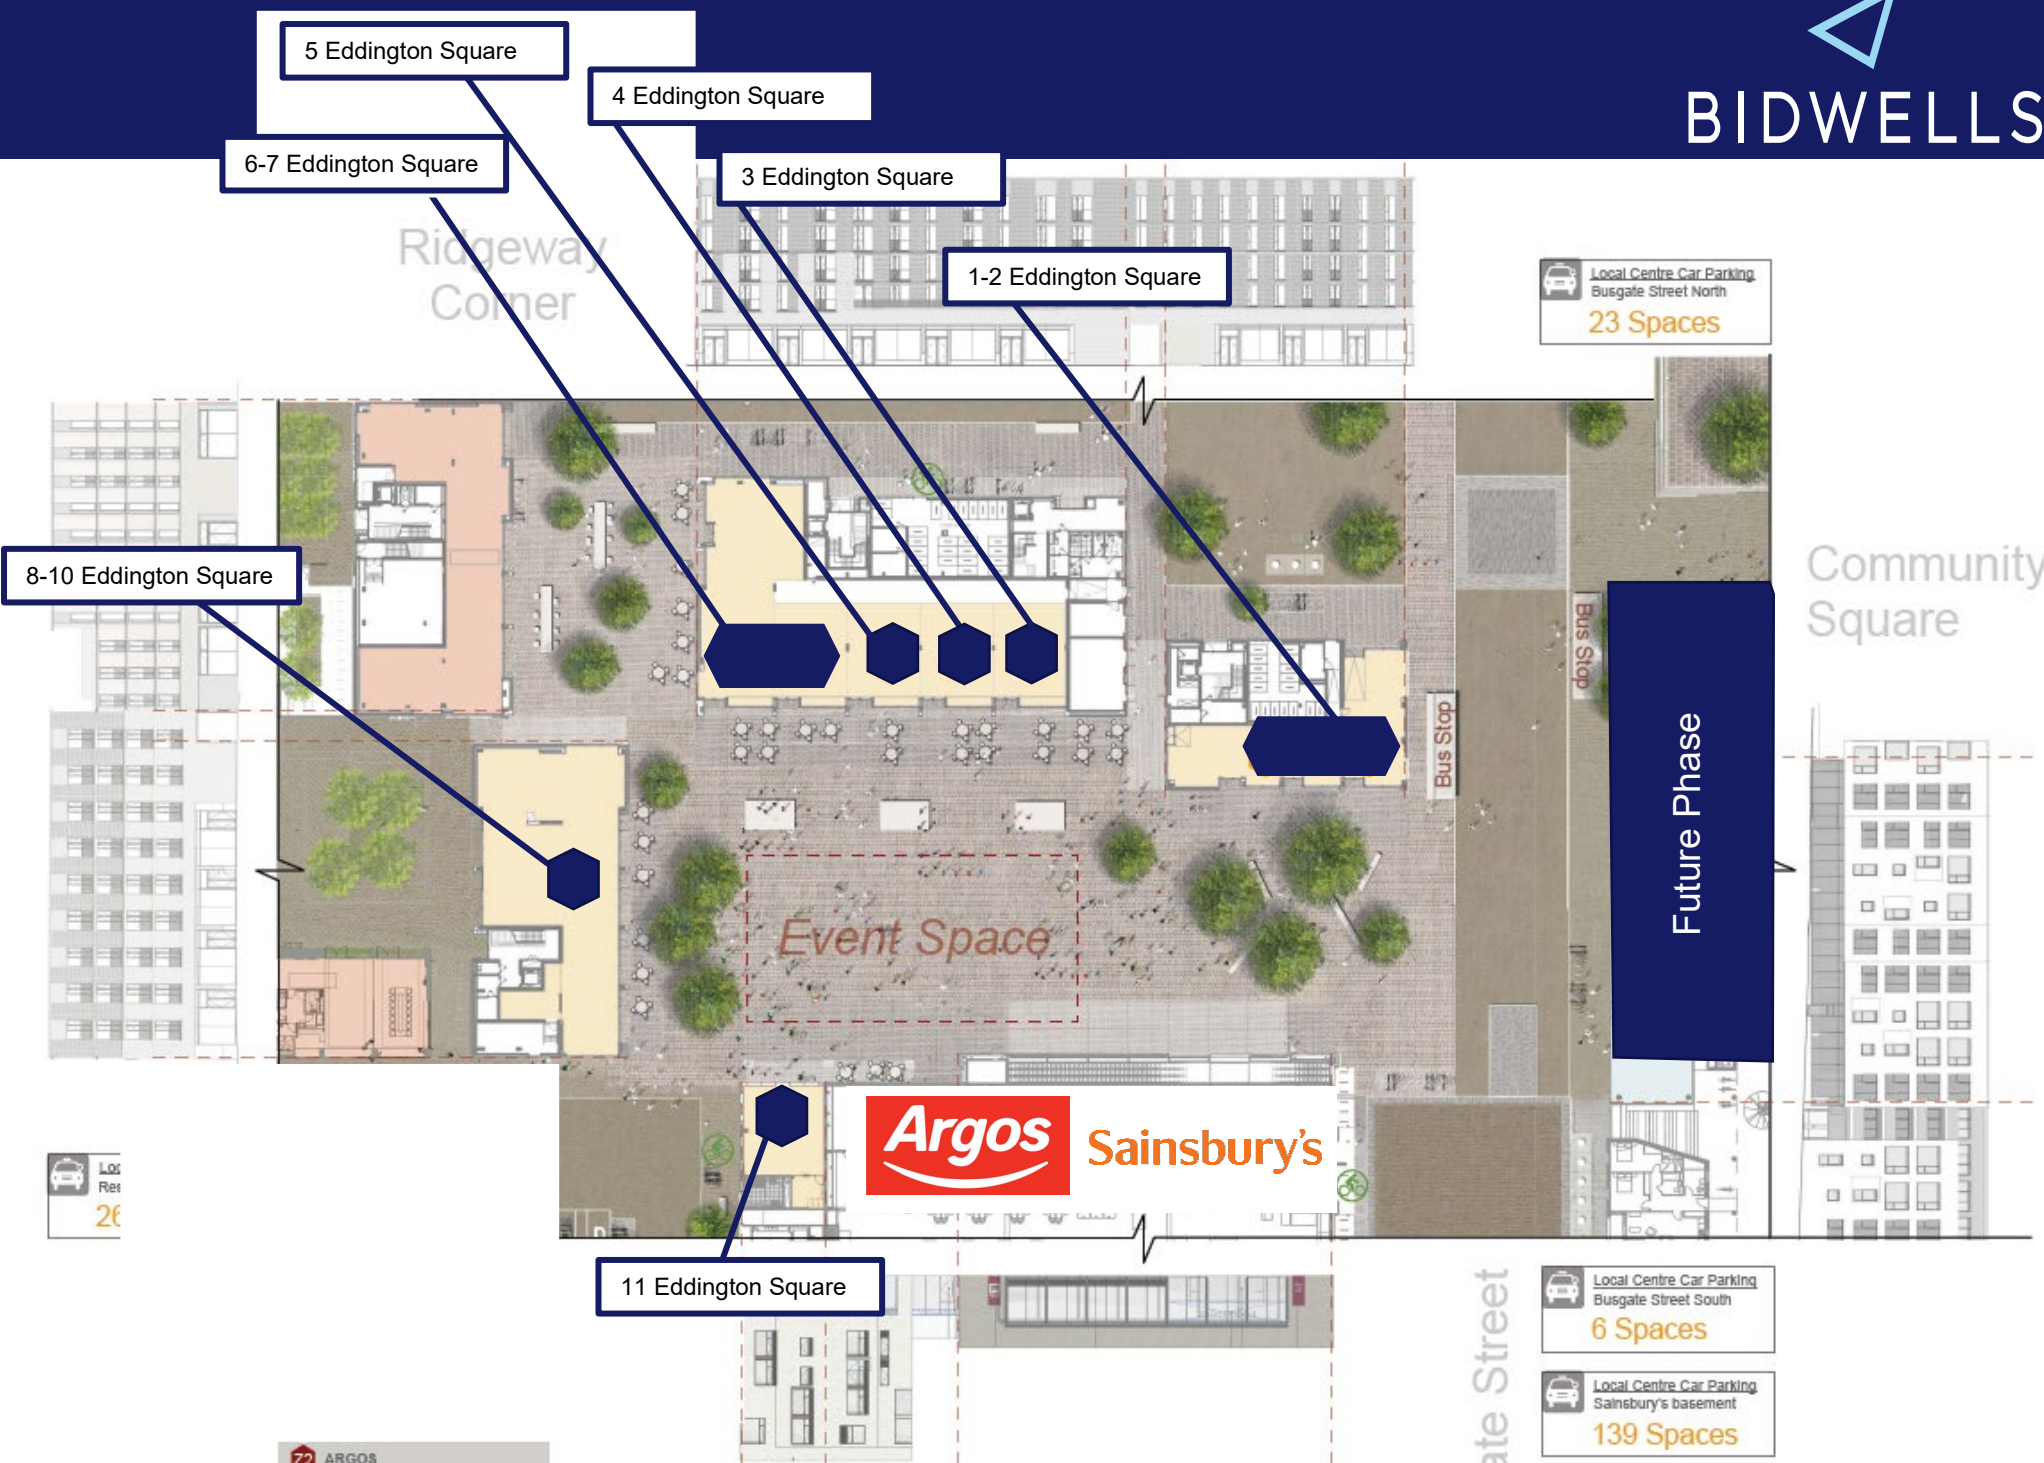 5 Eddington Square
4 Eddington Square
BIDWELLS
6-7 Eddington Square
3 Eddington Square
Ridgeway
Corner
1-2 Eddington Square
Local Centre Car Parking
Busgate Street North
23 Spaces
8-10 Eddington Square
Community
Square
Bus Stop
Bus Stop
Future Phase
Event Space
Argos
Sainsbury's
26
11 Eddington Square
Local Centre Car Parking
Busgate Street South
6 Spaces
Street
Local Centre Car Parking
Sainsbury's basement
139 Spaces
Z2 ARGOS